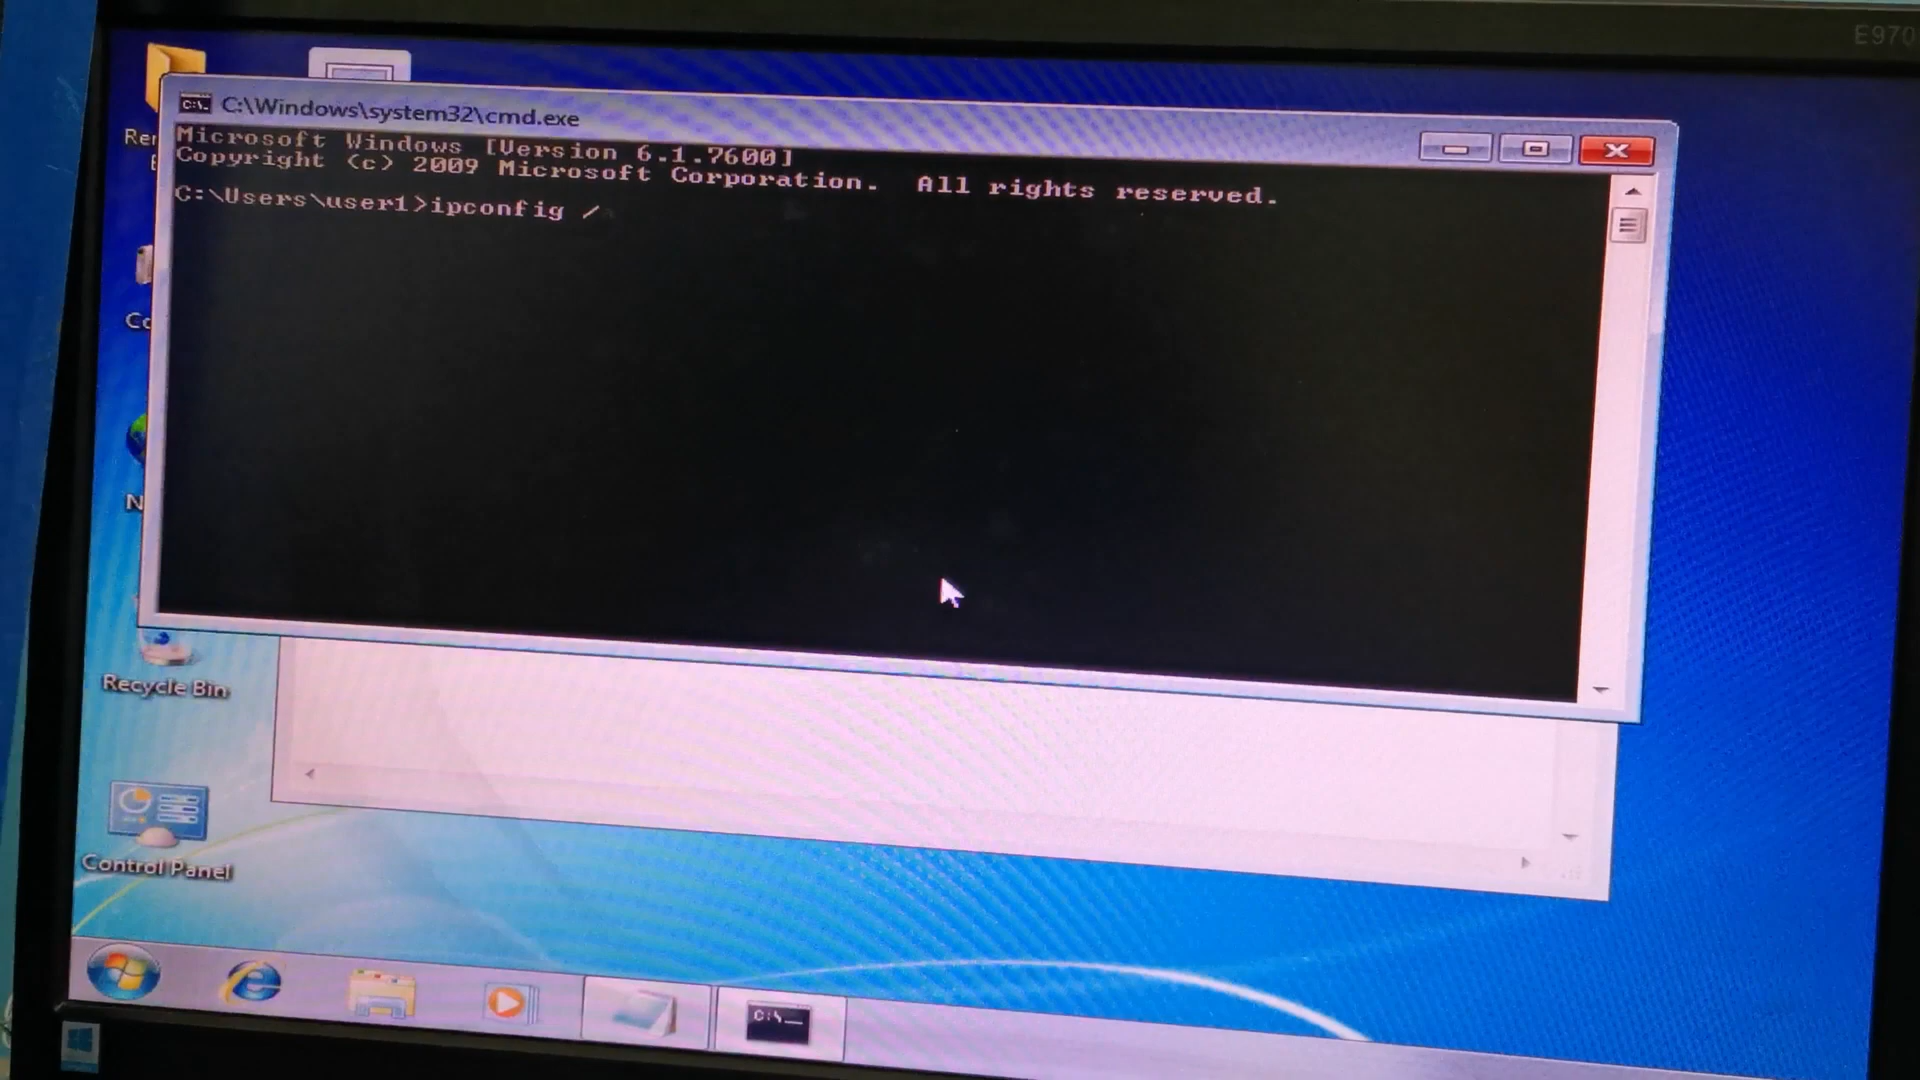 E970
C:\Windows\system32\cmd.exe
Microsoft Windows [Version 6.1.7600]
Copyright (c) 2009 Microsoft Corporation.  All rights reserved.
C:\Users\user1>ipconfig /
Recycle Bin
Control Panel
C:\